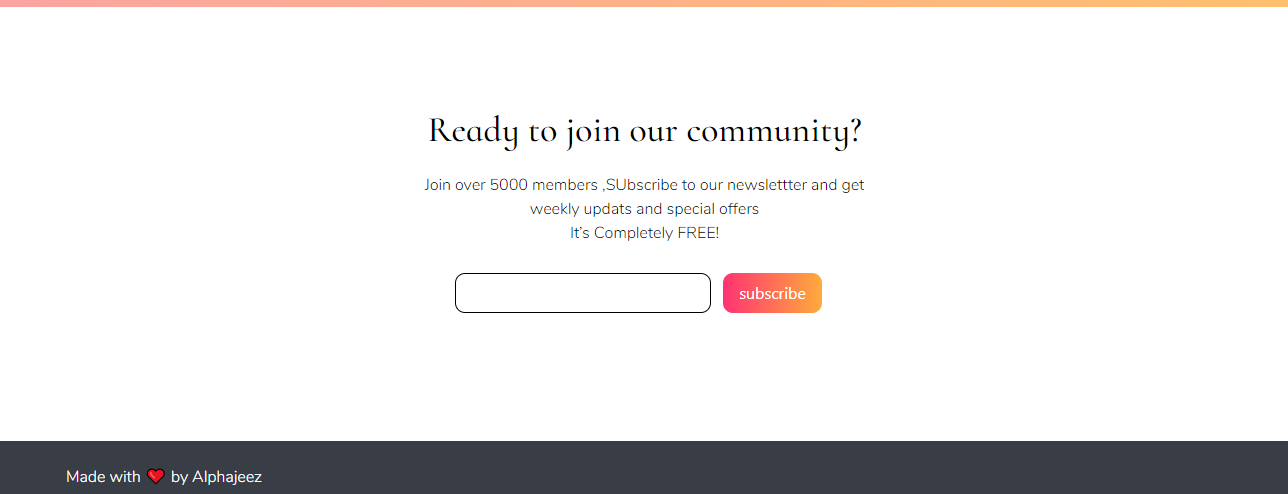 Ready to join our community?
Join over 5000 members ,SUbscribe to our newslettter and get
weekly updats and special offers
It's Completely FREE!
subscribe
Made with ❤ by Alphajeez